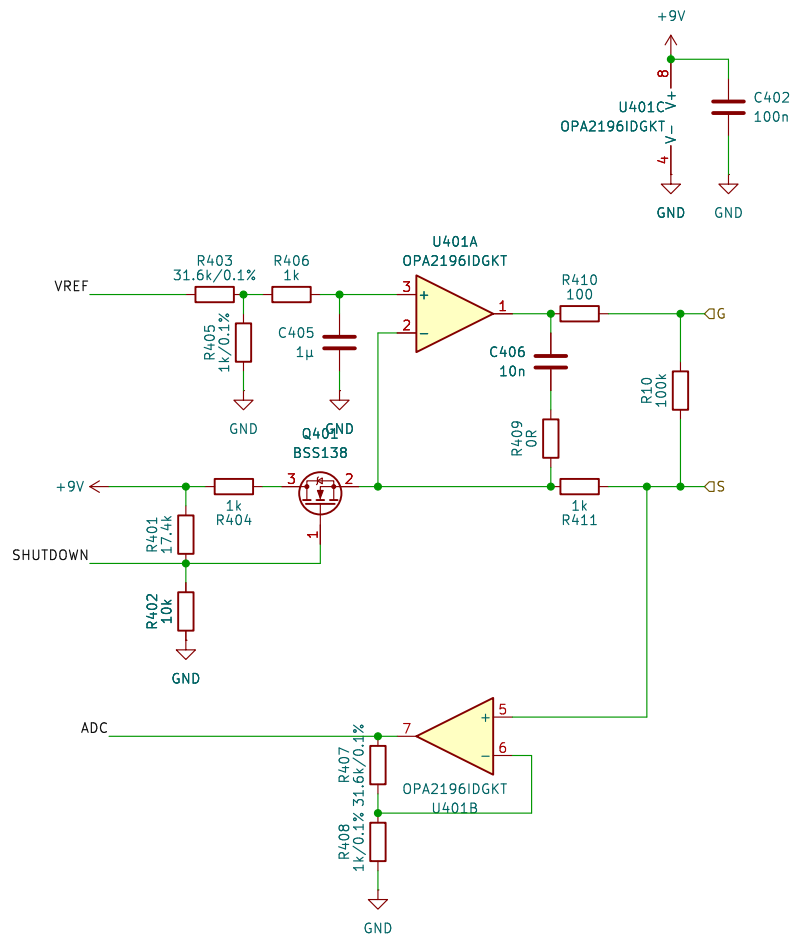 +9V
8
V+
C402
100n
U401C
OPA2196IDGKT
V-
4
GND
GND
U401A
OPA2196IDGKT
R403
31.6k/0.1%
R406
1k
VREF
3
+
1
R410
100
G
R405
1k/0.1%
C405
1µ
2
-
C406
10n
R10
100k
GND
GND
R409
0R
Q401
BSS138
+9V
3
2
1k
R404
1k
R411
S
R401
17.4k
1
SHUTDOWN
R402
10k
GND
ADC
7
+
5
-
6
R407
31.6k/0.1%
OPA2196IDGKT
U401B
R408
1k/0.1%
GND